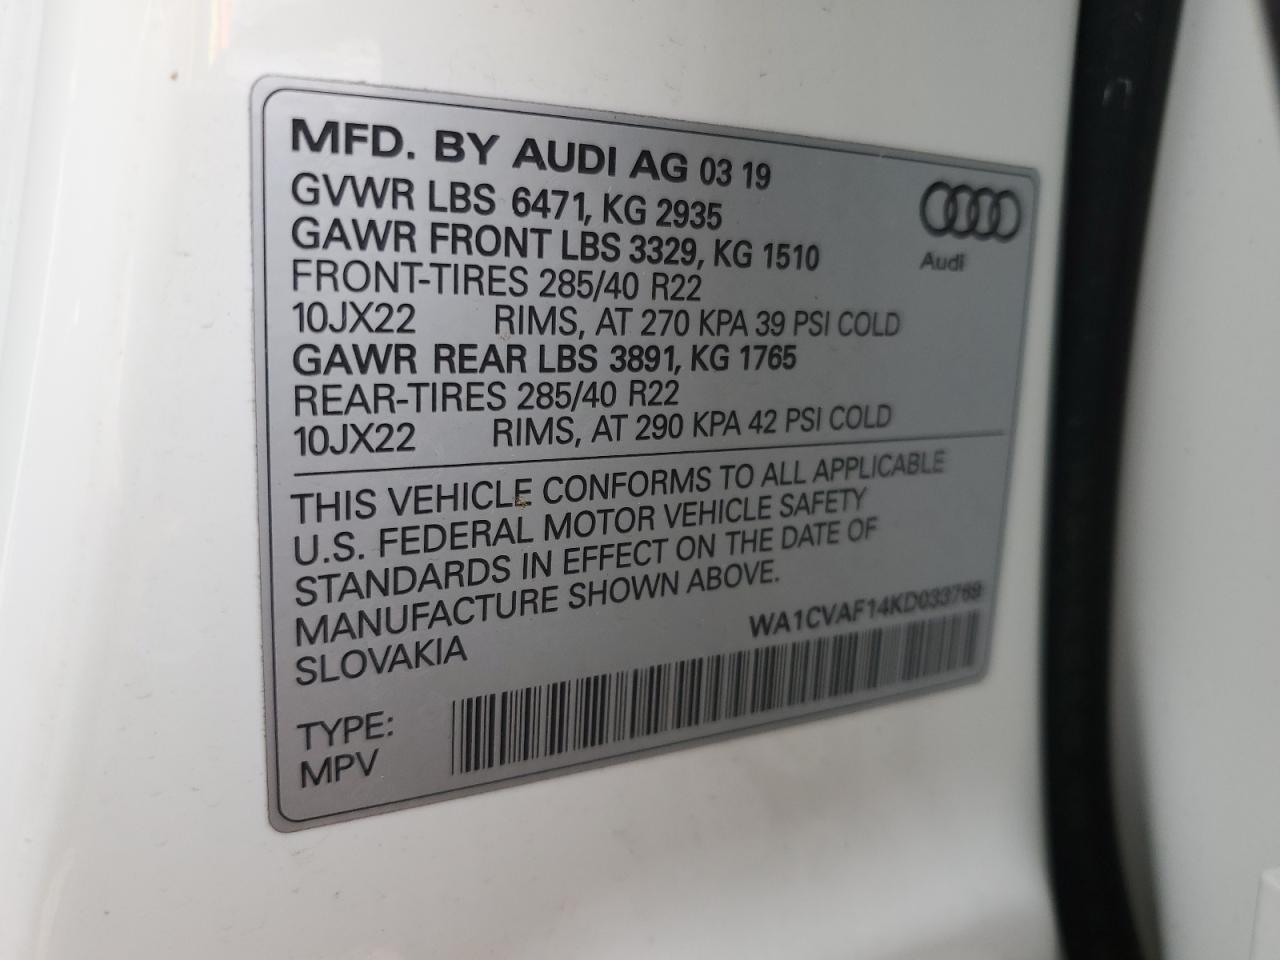 MFD. BY AUDI AG 03 19
GVWR LBS 6471, KG 2935
GAWR FRONT LBS 3329, KG 1510
FRONT-TIRES 285/40 R22
10JX22 RIMS, AT 270 KPA 39 PSI COLD
GAWR REAR LBS 3891, KG 1765
REAR-TIRES 285/40 R22
10JX22 RIMS, AT 290 KPA 42 PSI COLD
Audi
THIS VEHICLE CONFORMS TO ALL APPLICABLE
U.S. FEDERAL MOTOR VEHICLE SAFETY
STANDARDS IN EFFECT ON THE DATE OF
MANUFACTURE SHOWN ABOVE.
SLOVAKIA
WA1CVAF14KD033769
TYPE:
MPV